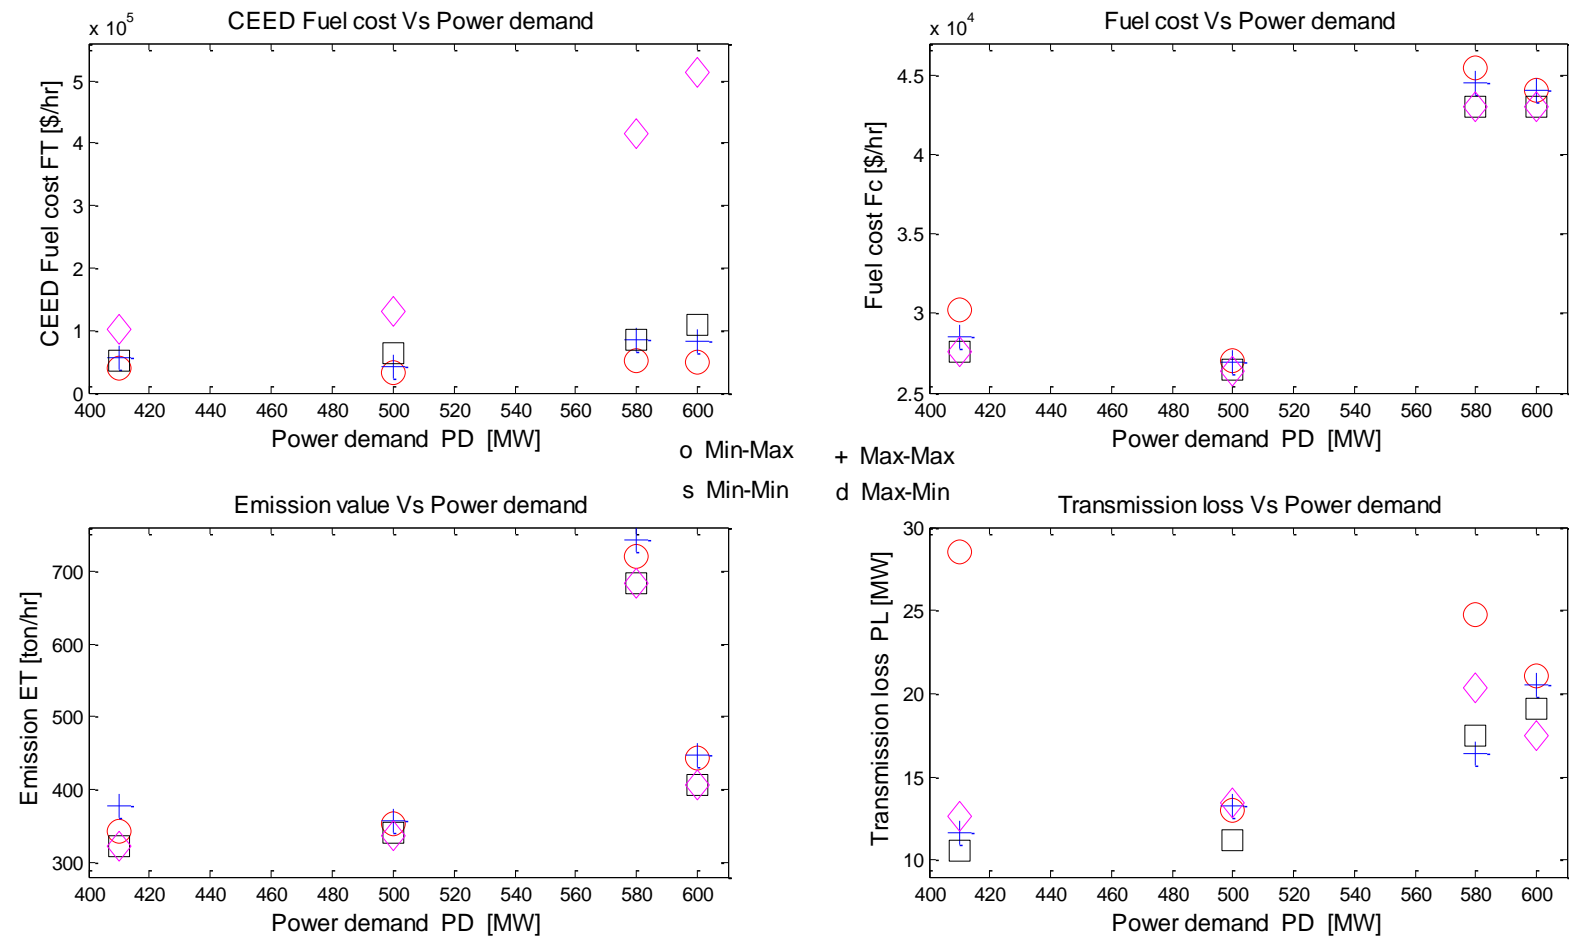 CEED Fuel cost Vs Power demand
x 10^5
CEED Fuel cost FT [$/hr]
5
4
3
2
1
0
400 420 440 460 480 500 520 540 560 580 600
Power demand PD [MW]
Fuel cost Vs Power demand
x 10^4
Fuel cost Fc [$/hr]
4.5
4
3.5
3
2.5
400 420 440 460 480 500 520 540 560 580 600
Power demand PD [MW]
o Min-Max + Max-Max
s Min-Min d Max-Min
Emission value Vs Power demand
Emission ET [ton/hr]
700
600
500
400
300
400 420 440 460 480 500 520 540 560 580 600
Power demand PD [MW]
Transmission loss Vs Power demand
Transmission loss PL [MW]
30
25
20
15
10
400 420 440 460 480 500 520 540 560 580 600
Power demand PD [MW]